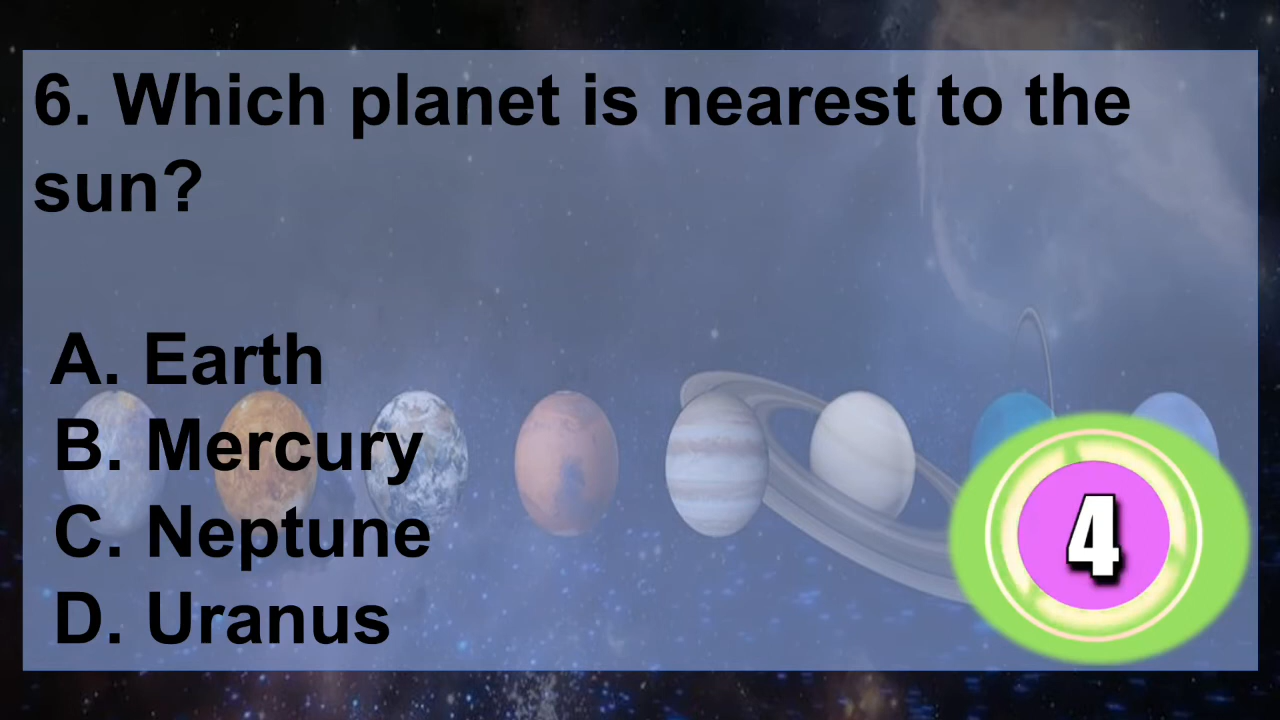 6. Which planet is nearest to the
sun?
A. Earth
B. Mercury
C. Neptune
D. Uranus
4